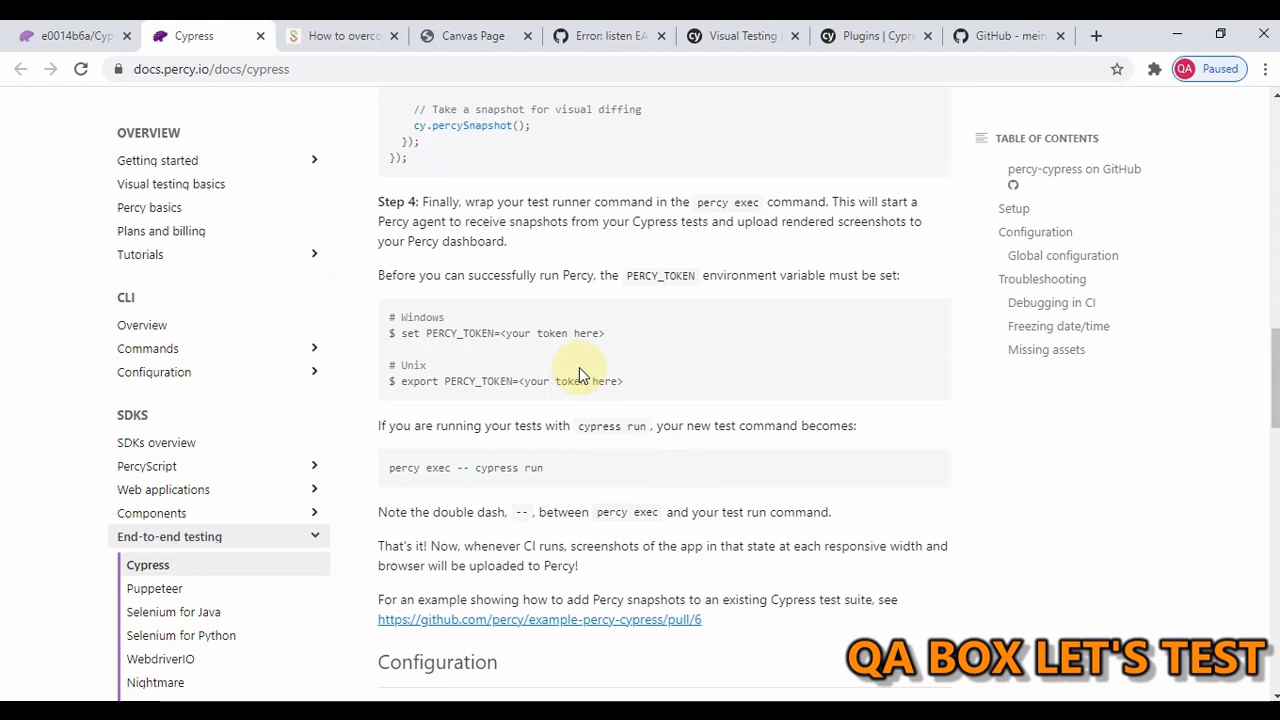 e0014b6a/Cyp
Cypress
How to overco
Canvas Page
Error: listen EA
Visual Testing
Plugins | Cypre
GitHub - mein
docs.percy.io/docs/cypress
QA
Paused
OVERVIEW
Getting started
Visual testing basics
Percy basics
Plans and billing
Tutorials
CLI
Overview
Commands
Configuration
SDKS
SDKs overview
PercyScript
Web applications
Components
End-to-end testing
Cypress
Puppeteer
Selenium for Java
Selenium for Python
WebdriverIO
Nightmare
// Take a snapshot for visual diffing
cy.percySnapshot();
});
});
Step 4: Finally, wrap your test runner command in the percy exec command. This will start a
Percy agent to receive snapshots from your Cypress tests and upload rendered screenshots to
your Percy dashboard.
Before you can successfully run Percy, the PERCY_TOKEN environment variable must be set:
# Windows
$ set PERCY_TOKEN=<your token here>
# Unix
$ export PERCY_TOKEN=<your token here>
If you are running your tests with cypress run, your new test command becomes:
percy exec -- cypress run
Note the double dash, --, between percy exec and your test run command.
That's it! Now, whenever CI runs, screenshots of the app in that state at each responsive width and
browser will be uploaded to Percy!
For an example showing how to add Percy snapshots to an existing Cypress test suite, see
https://github.com/percy/example-percy-cypress/pull/6
Configuration
TABLE OF CONTENTS
percy-cypress on GitHub
Setup
Configuration
Global configuration
Troubleshooting
Debugging in CI
Freezing date/time
Missing assets
QA BOX LET'S TEST